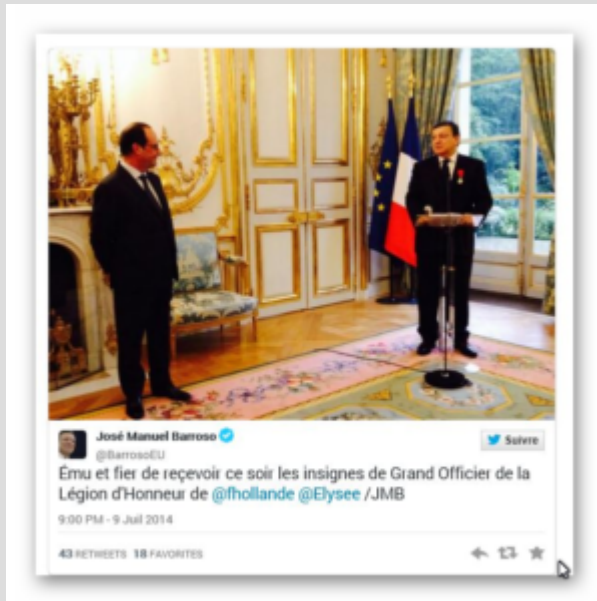 José Manuel Barroso
@BarrosoEU
Suivre
Ému et fier de reçevoir ce soir les insignes de Grand Officier de la
Légion d'Honneur de @fhollande @Elysee /JMB
9:00 PM - 9 Juil 2014
43 RETWEETS 18 FAVORITES